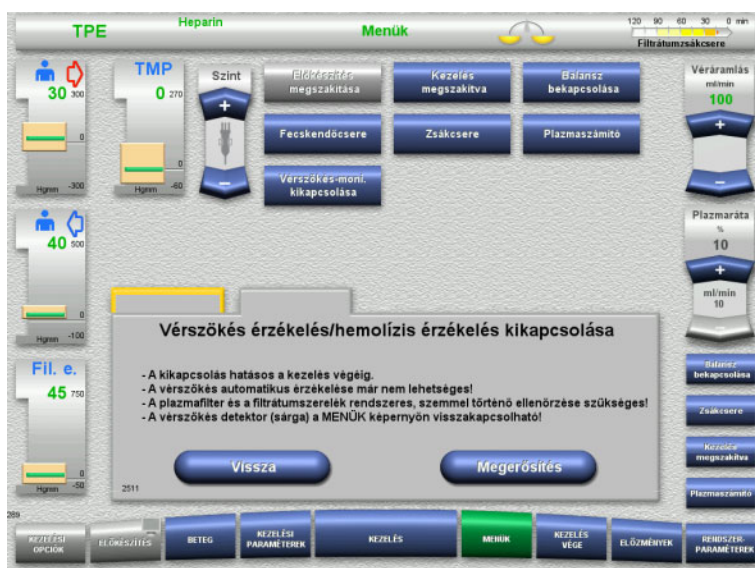 TPE
Heparin
Menük
120 90 60 30 0 min
Filtrátumzsákcsere
30 300
0
Hgmm -300
TMP
0 270
0
Hgmm -60
Szint
+
−
Előkészítés megszakítása
Kezelés megszakítva
Balansz bekapcsolása
Fecskendőcsere
Zsákcsere
Plazmaszámító
Vérszökés-moni. kikapcsolása
Véráramlás
ml/min
100
+
−
40 500
0
Hgmm -100
Plazmaráta
%
10
+
ml/min
10
−
Fil. e.
45 750
0
Hgmm -50
Vérszökés érzékelés/hemolízis érzékelés kikapcsolása
- A kikapcsolás hatásos a kezelés végéig.
- A vérszökés automatikus érzékelése már nem lehetséges!
- A plazmafilter és a filtrátumszerelék rendszeres, szemmel történő ellenőrzése szükséges!
- A vérszökés detektor (sárga) a MENÜK képernyőn visszakapcsolható!
Vissza
Megerősítés
2511
Balansz bekapcsolása
Zsákcsere
Kezelés megszakítva
Plazmaszámító
KEZELÉSI OPCIÓK
ELŐKÉSZÍTÉS
BETEG
KEZELÉSI PARAMÉTEREK
KEZELÉS
MENÜK
KEZELÉS VÉGE
ELŐZMÉNYEK
RENDSZER-PARAMÉTEREK